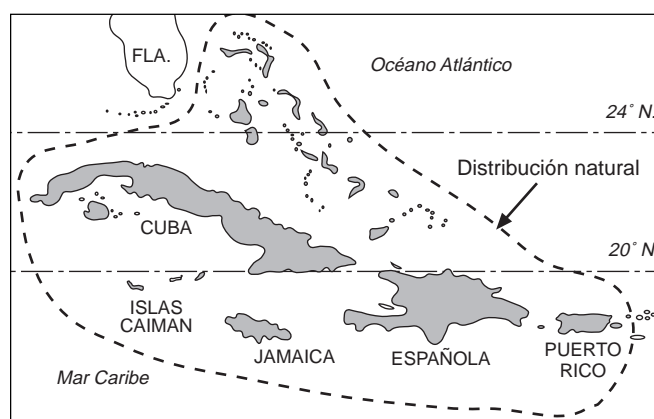 FLA.
Océano Atlántico
24° N.
Distribución natural
CUBA
20° N.
ISLAS
CAIMAN
JAMAICA
ESPAÑOLA
PUERTO
RICO
Mar Caribe